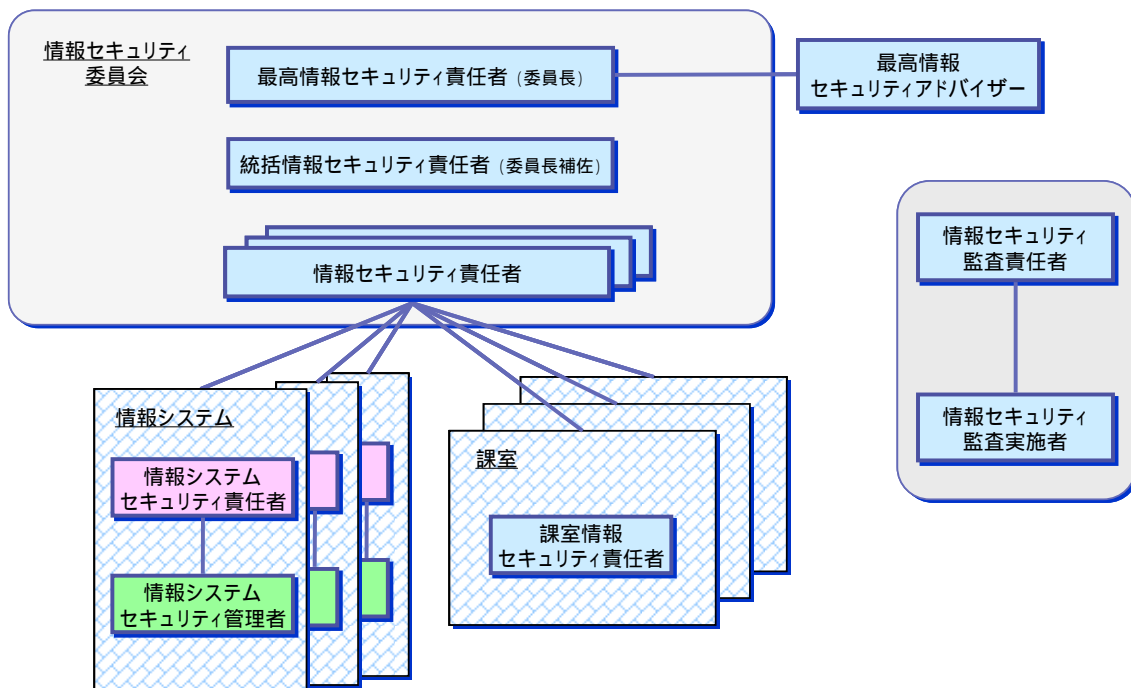 情報セキュリティ
委員会
最高情報セキュリティ責任者（委員長）
最高情報
セキュリティアドバイザー
統括情報セキュリティ責任者（委員長補佐）
情報セキュリティ責任者
情報セキュリティ
監査責任者
情報セキュリティ
監査実施者
情報システム
情報システム
セキュリティ責任者
情報システム
セキュリティ管理者
課室
課室情報
セキュリティ責任者